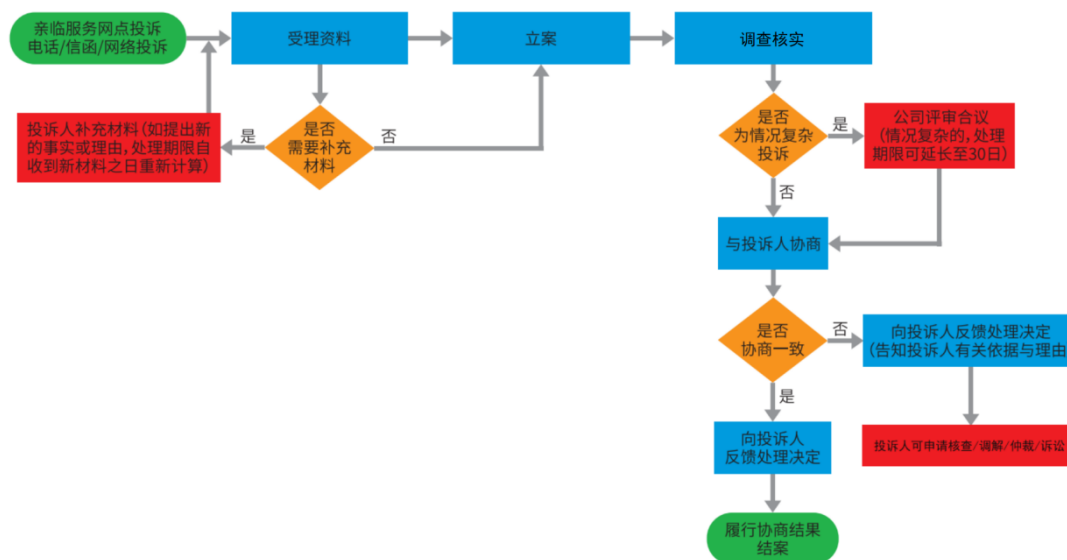 亲临服务网点投诉
电话/信函/网络投诉
受理资料
立案
调查核实
投诉人补充材料(如提出新
的事实或理由,处理期限自
收到新材料之日重新计算)
是
是否
需要补充
材料
否
是否
为情况复杂
投诉
是
公司评审合议
(情况复杂的,处理
期限可延长至30日)
否
与投诉人协商
是否
协商一致
否
向投诉人反馈处理决定
(告知投诉人有关依据与理由
是
投诉人可申请核查/调解/仲裁/诉讼
向投诉人
反馈处理决定
履行协商结果
结案